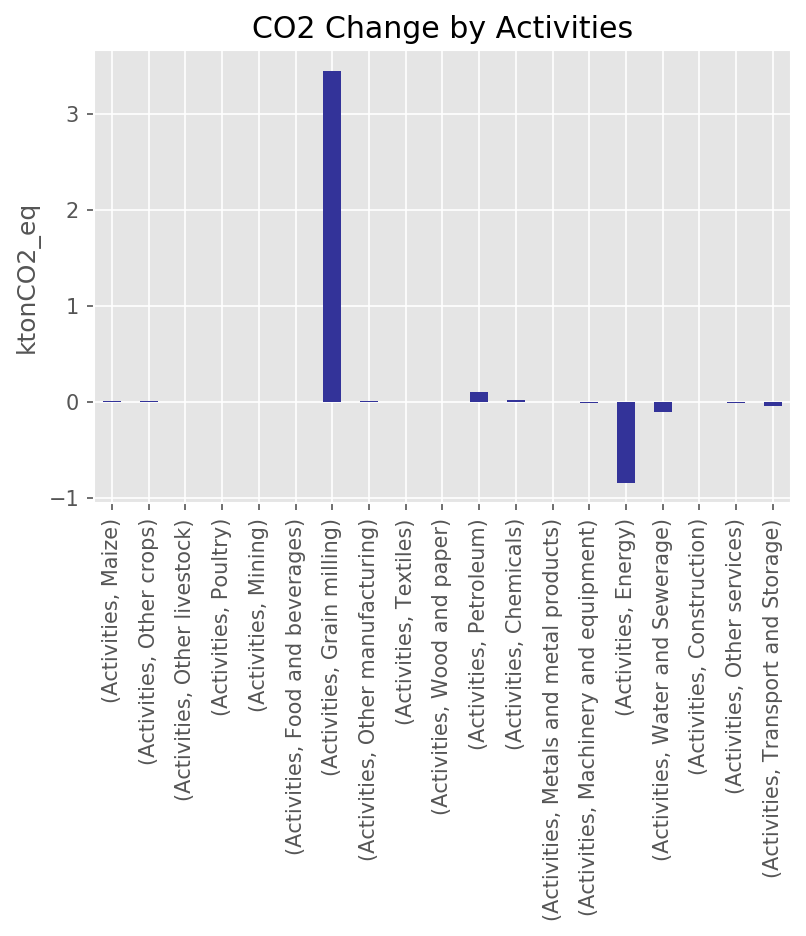 CO2 Change by Activities
ktonCO2_eq
3
2
1
0
−1
(Activities, Maize)
(Activities, Other crops)
(Activities, Other livestock)
(Activities, Poultry)
(Activities, Mining)
(Activities, Food and beverages)
(Activities, Grain milling)
(Activities, Other manufacturing)
(Activities, Textiles)
(Activities, Wood and paper)
(Activities, Petroleum)
(Activities, Chemicals)
(Activities, Metals and metal products)
(Activities, Machinery and equipment)
(Activities, Energy)
(Activities, Water and Sewerage)
(Activities, Construction)
(Activities, Other services)
(Activities, Transport and Storage)